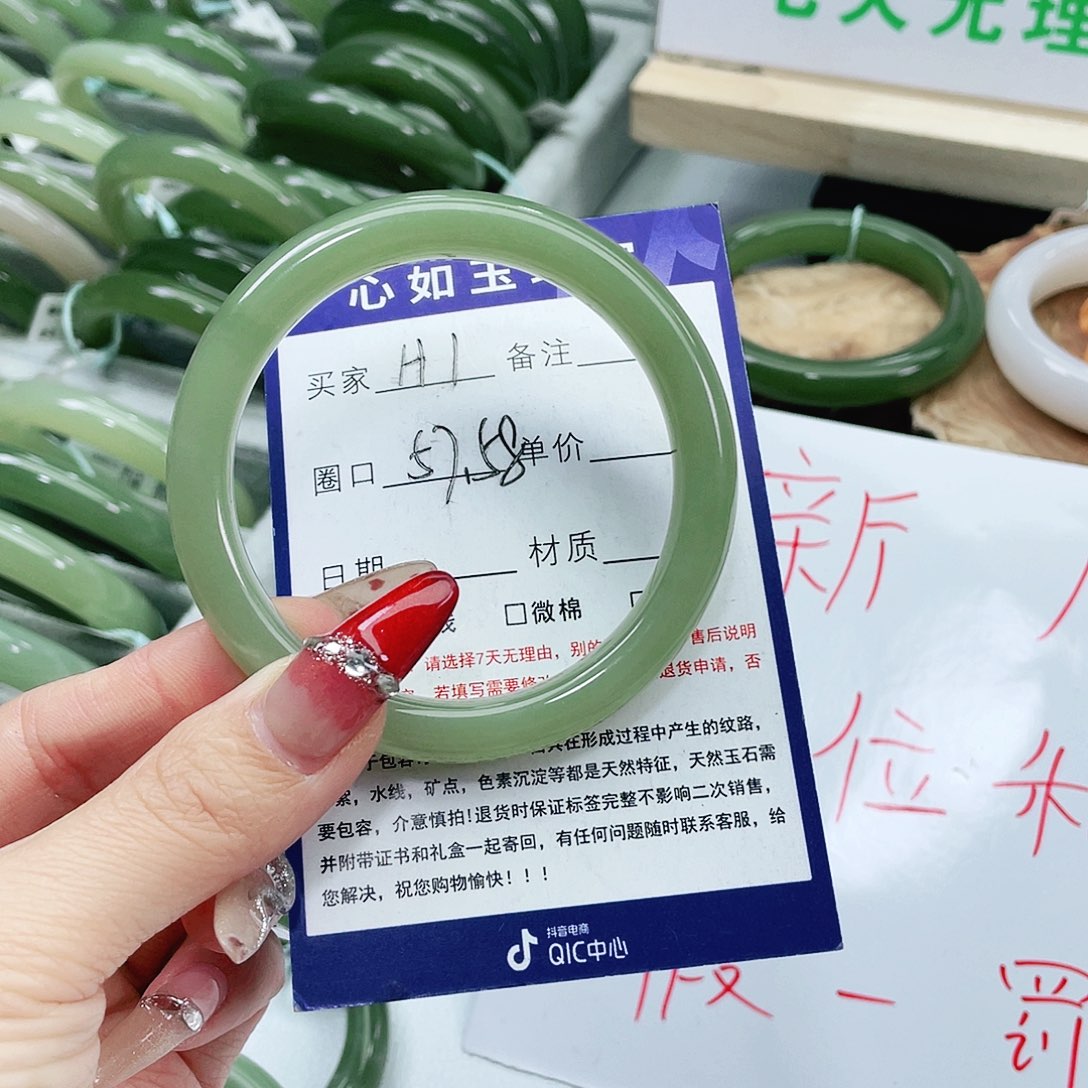 天无理
心如玉
买家 H1 备注
圈口 57.58 单价
日期 材质
□微棉
请选择7天无理由,别的 售后说明
若填写需要修改 退货申请,否
在形成过程中产生的纹路,
絮,水线,矿点,色素沉淀等都是天然特征,天然玉石需
要包容,介意慎拍!退货时保证标签完整不影响二次销售,
并附带证书和礼盒一起寄回,有任何问题随时联系客服,给
您解决,祝您购物愉快!!!
抖音电商
QIC中心
新
位
假一罚